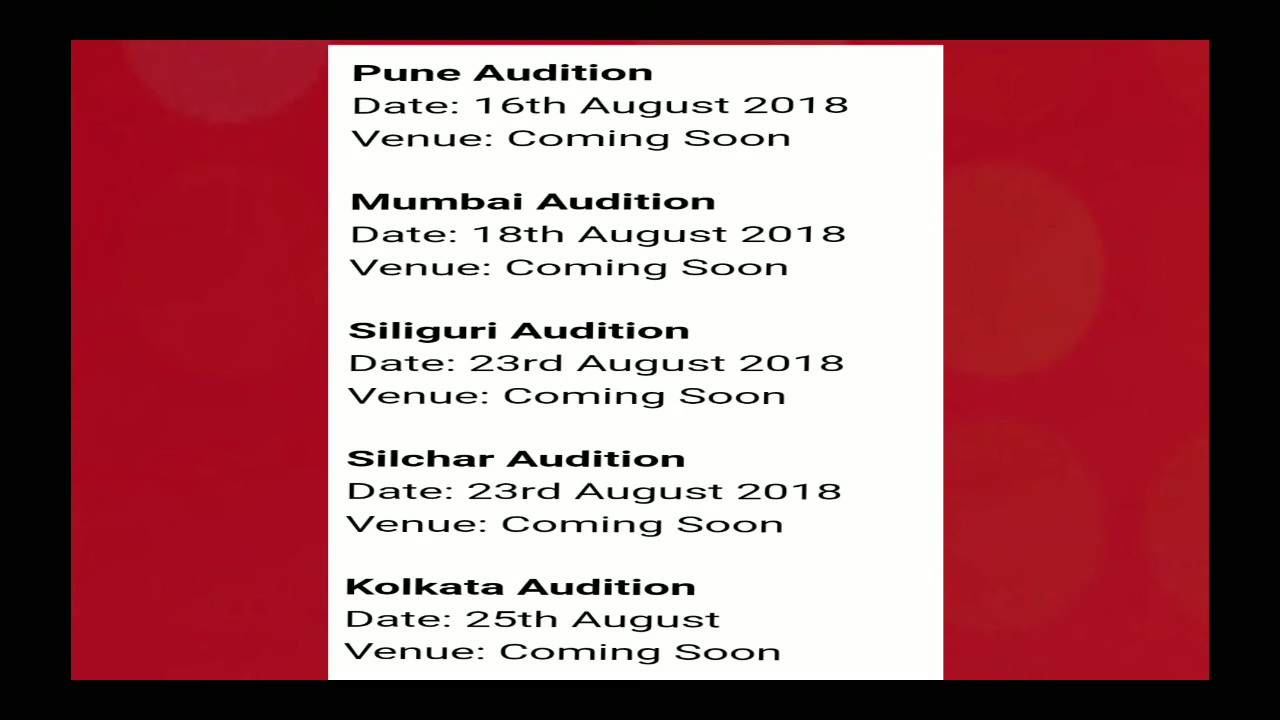 Pune Audition
Date: 16th August 2018
Venue: Coming Soon
Mumbai Audition
Date: 18th August 2018
Venue: Coming Soon
Siliguri Audition
Date: 23rd August 2018
Venue: Coming Soon
Silchar Audition
Date: 23rd August 2018
Venue: Coming Soon
Kolkata Audition
Date: 25th August
Venue: Coming Soon